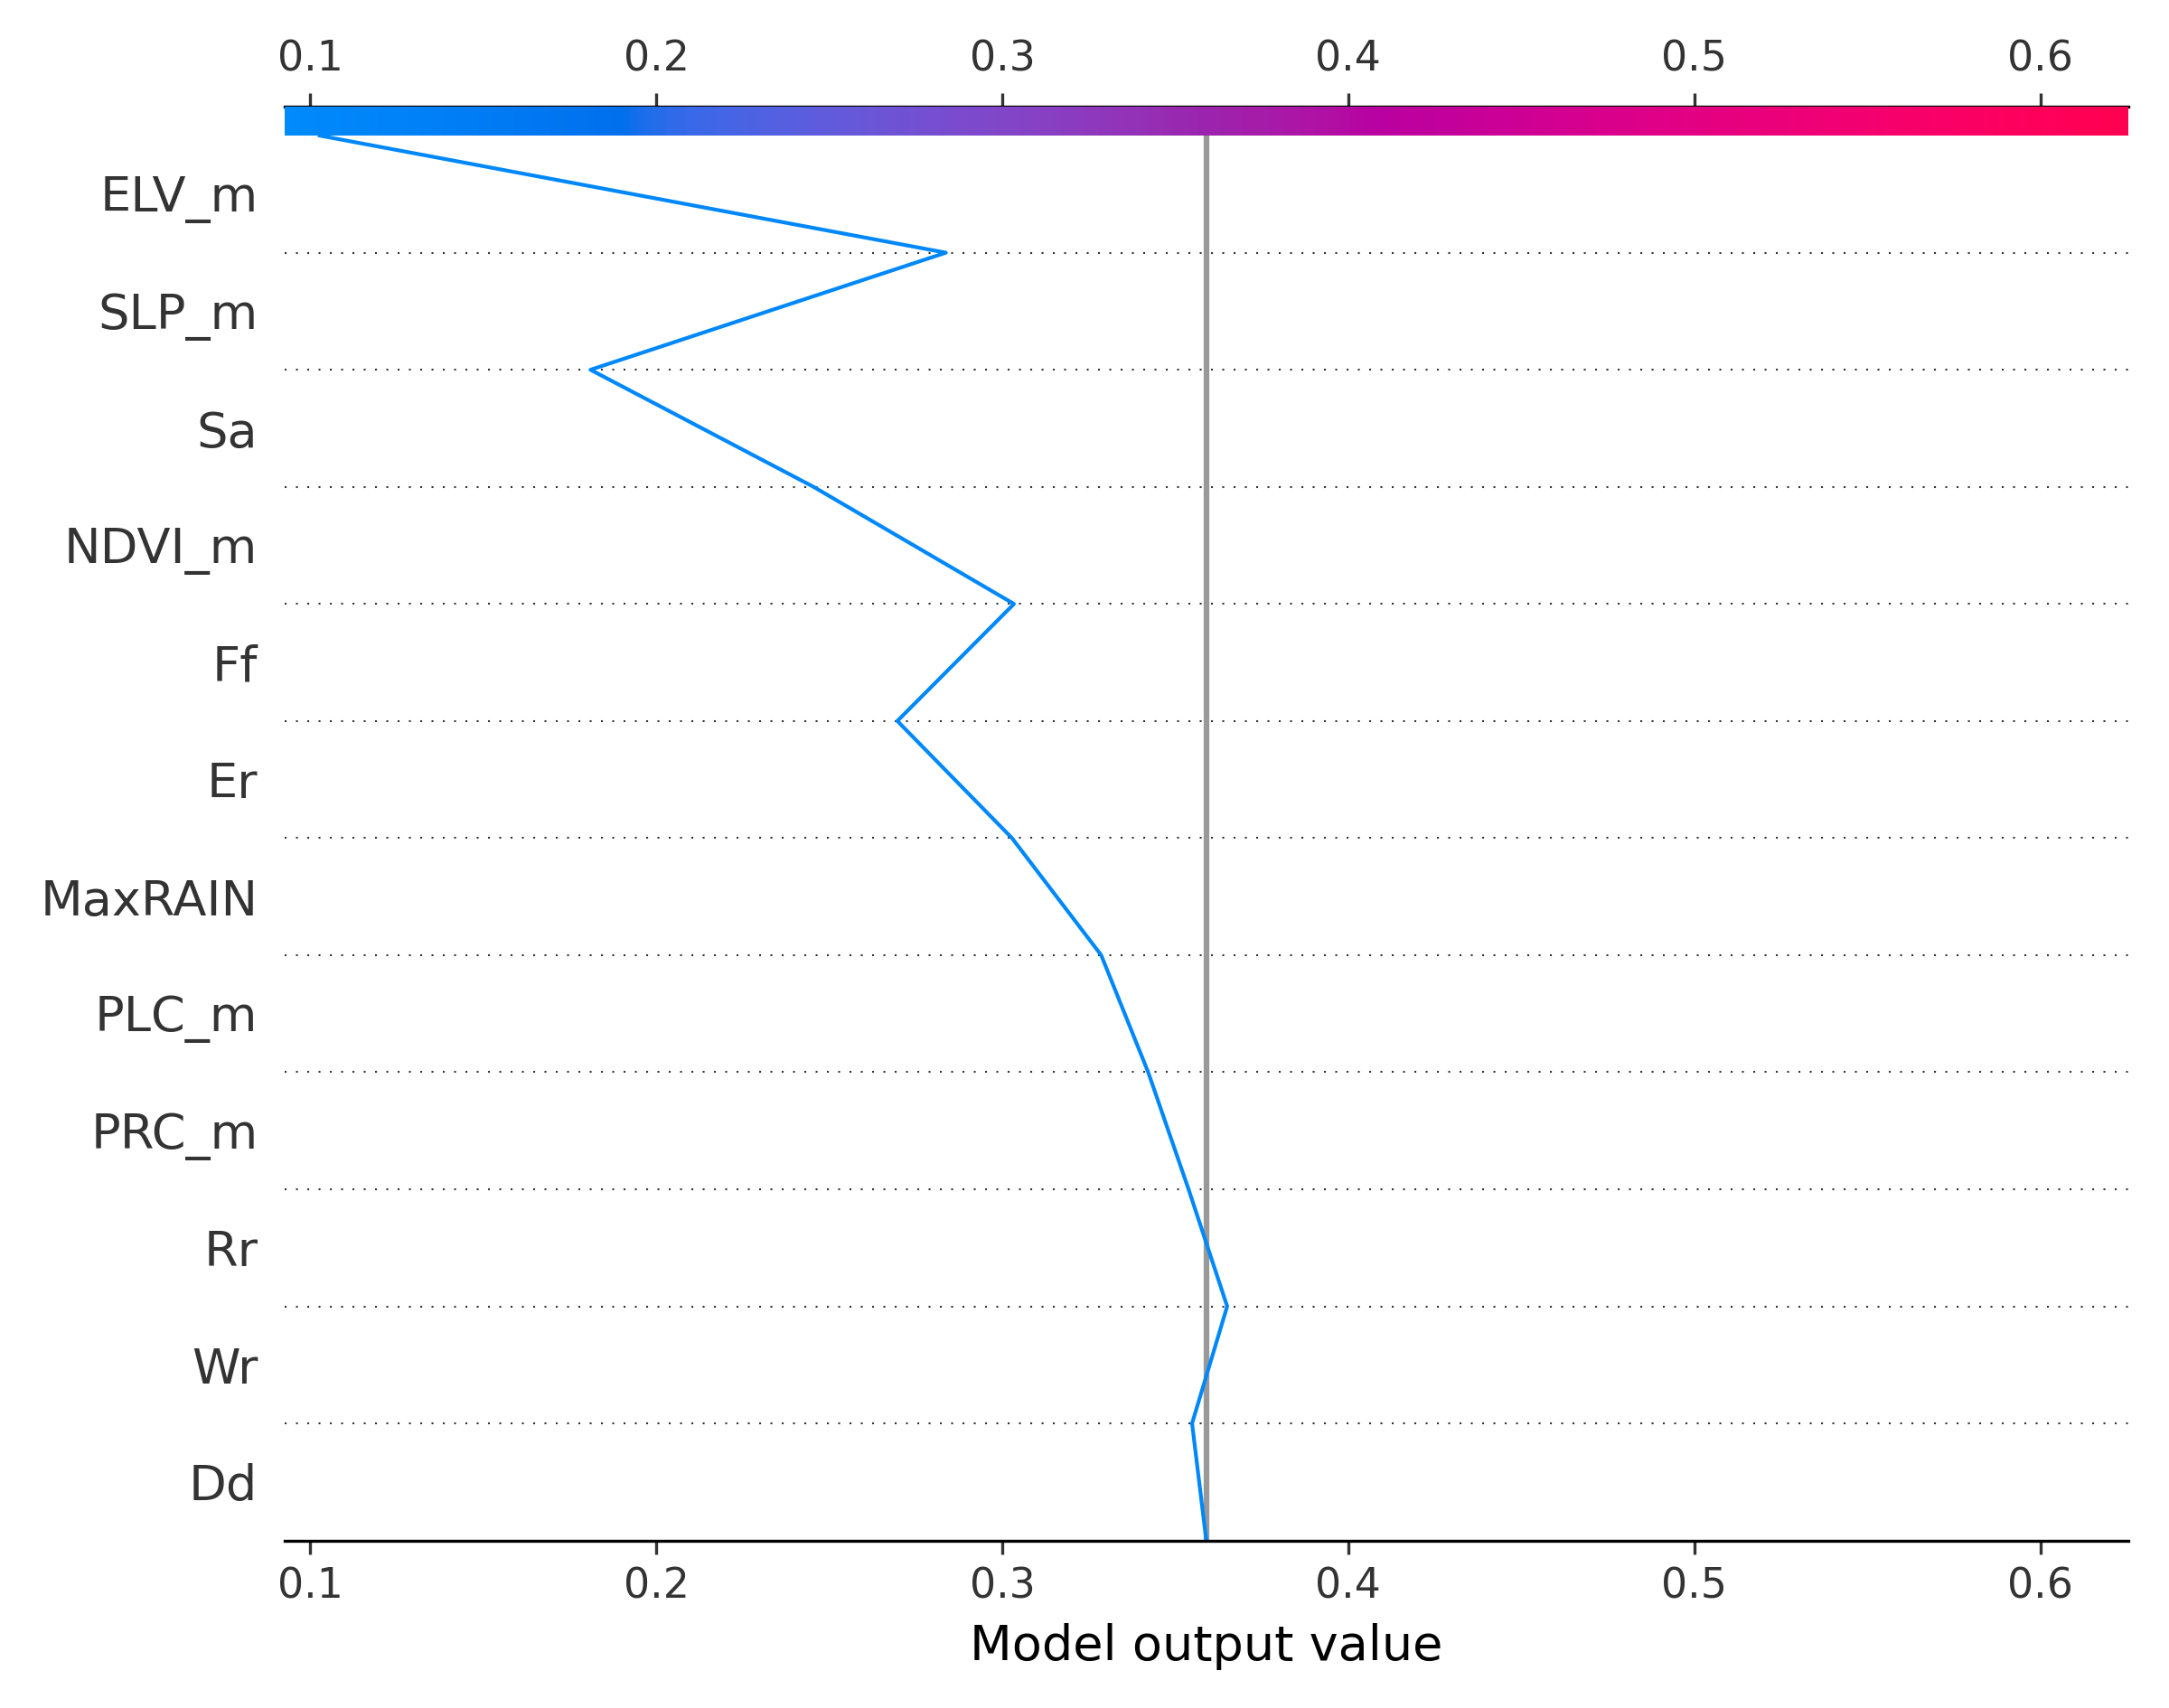 0.1 0.2 0.3 0.4 0.5 0.6
ELV_m
SLP_m
Sa
NDVI_m
Ff
Er
MaxRAIN
PLC_m
PRC_m
Rr
Wr
Dd
0.1 0.2 0.3 0.4 0.5 0.6
Model output value